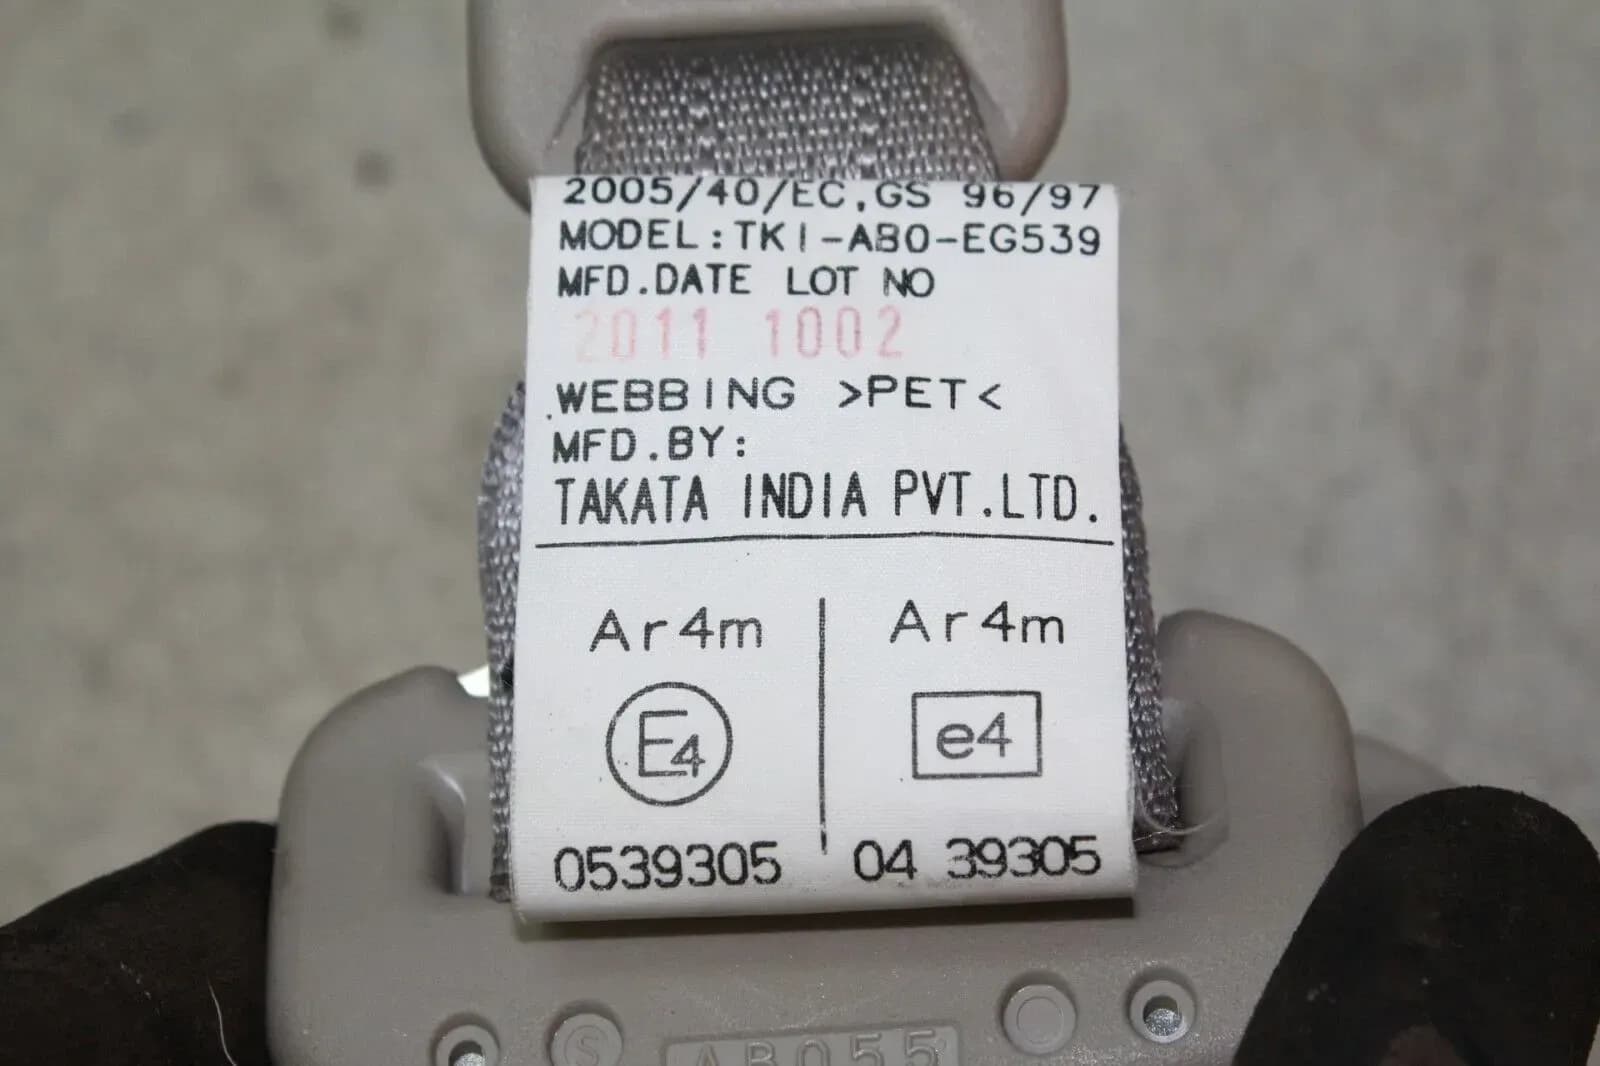 2005/40/EC,GS 96/97
MODEL:TKI-AB0-EG539
MFD.DATE LOT NO
2011 1002
WEBBING >PET<
MFD.BY:
TAKATA INDIA PVT.LTD.
Ar4m Ar4m
E4 e4
0539305 04 39305
S
AB055